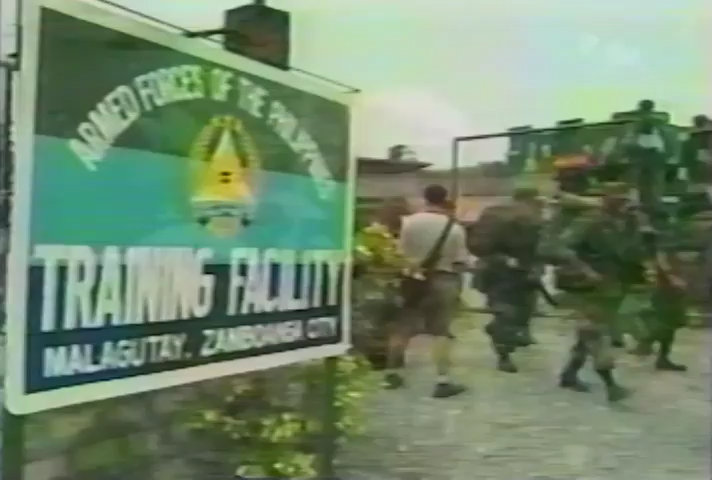 ARMED FORCES OF THE PHILIPPINES
TRAINING FACILITY
MALAGUTAY, ZAMBOANGA CITY